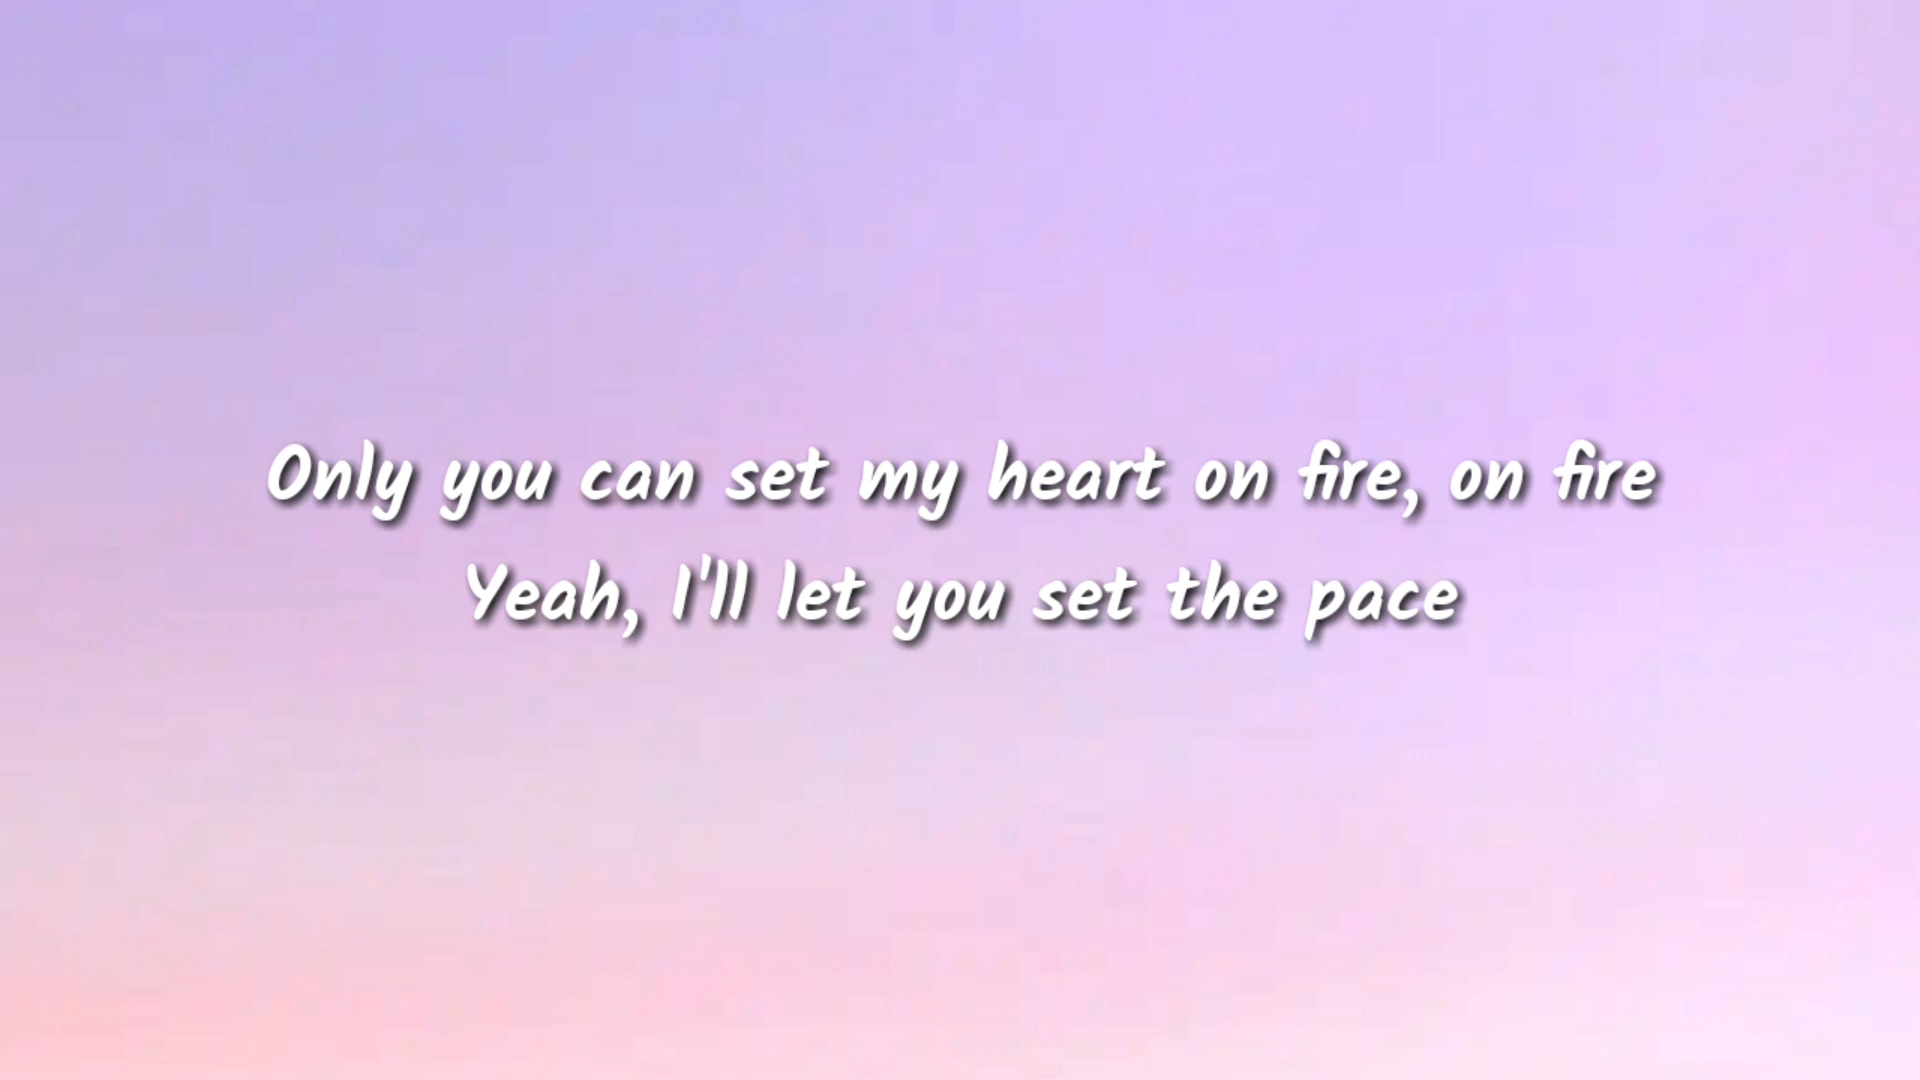 Only you can set my heart on fire, on fire
Yeah, I'll let you set the pace